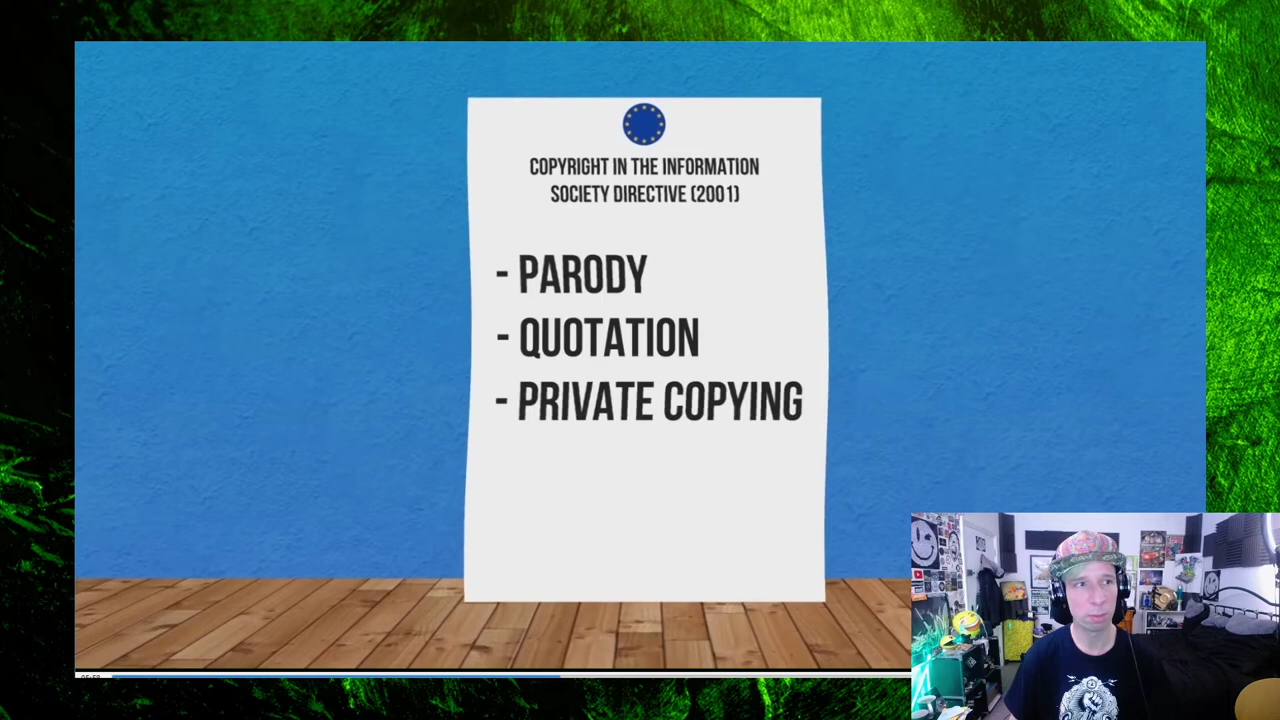 COPYRIGHT IN THE INFORMATION
SOCIETY DIRECTIVE (2001)
- PARODY
- QUOTATION
- PRIVATE COPYING